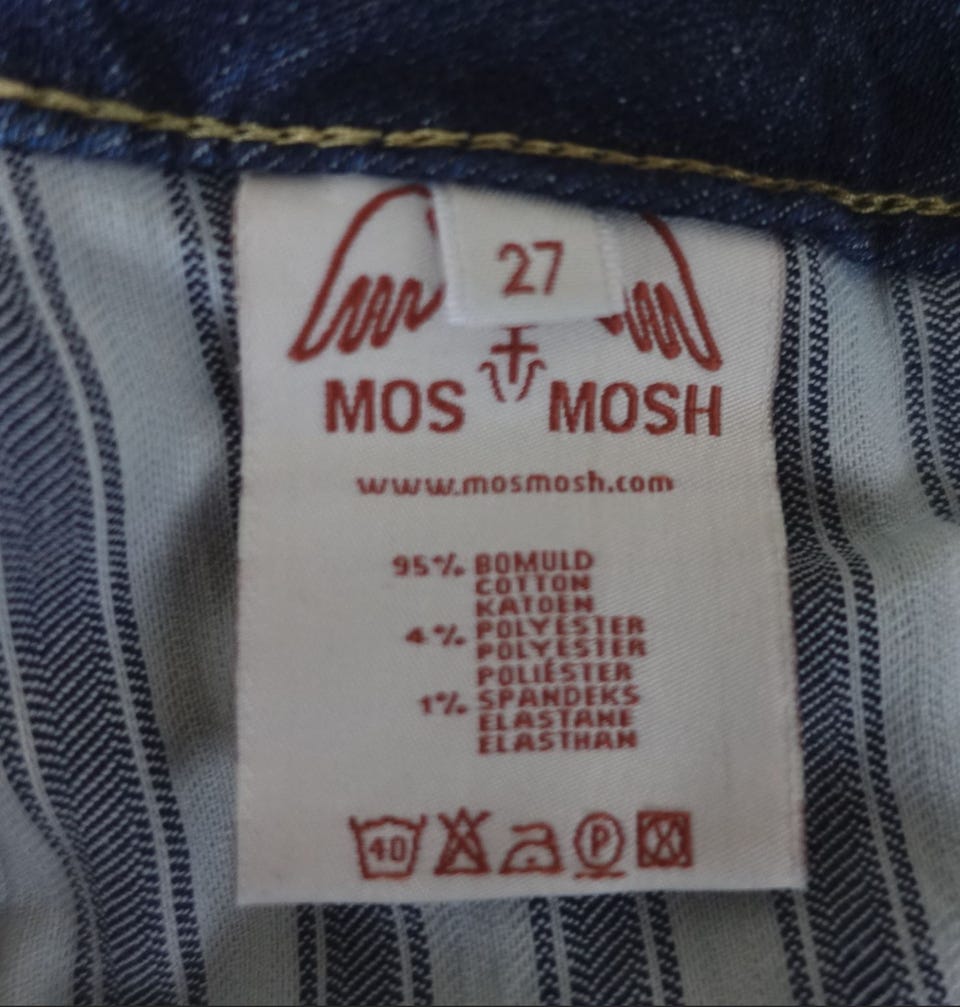 27
MOS MOSH
www.mosmosh.com
95% BOMULD
COTTON
KATOEN
4% POLYESTER
POLYESTER
POLIÉSTER
1% SPANDEKS
ELASTANE
ELASTHAN
40 P